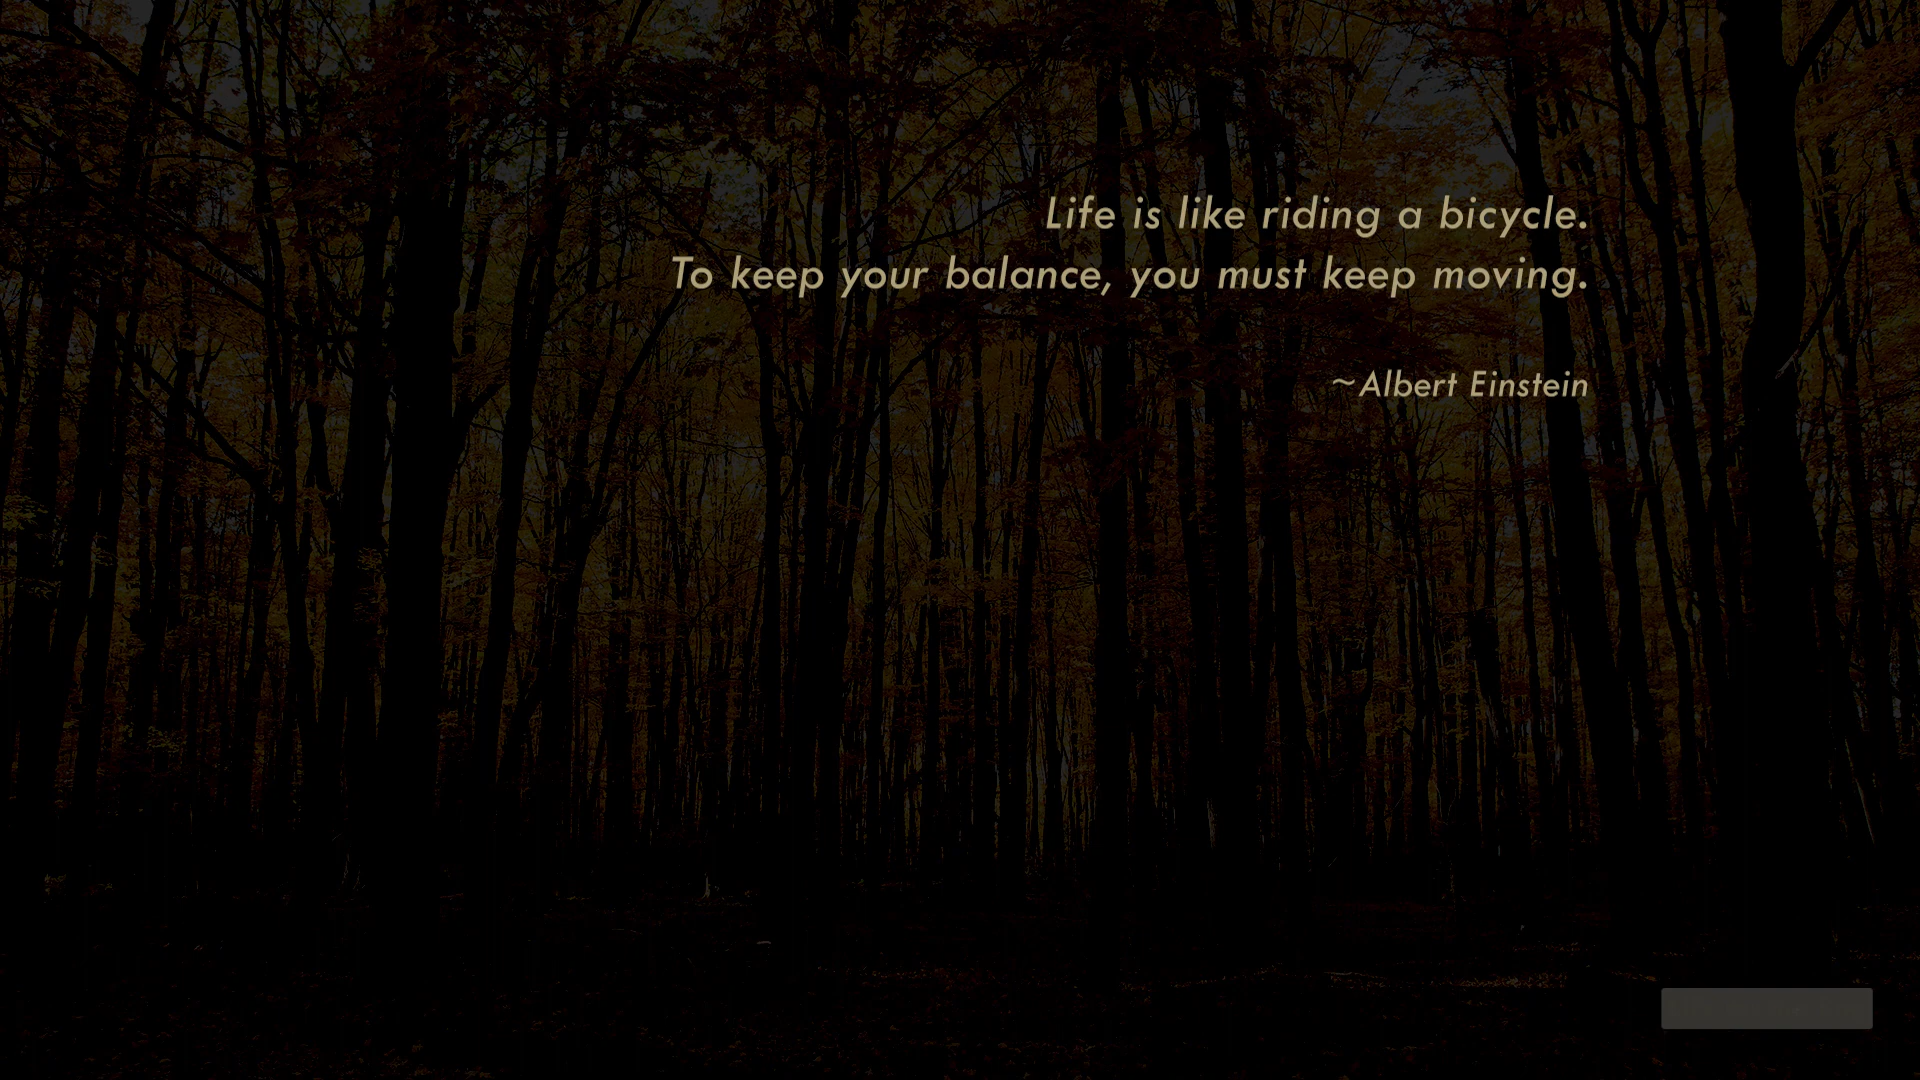 Life is like riding a bicycle.
To keep your balance, you must keep moving.
~Albert Einstein